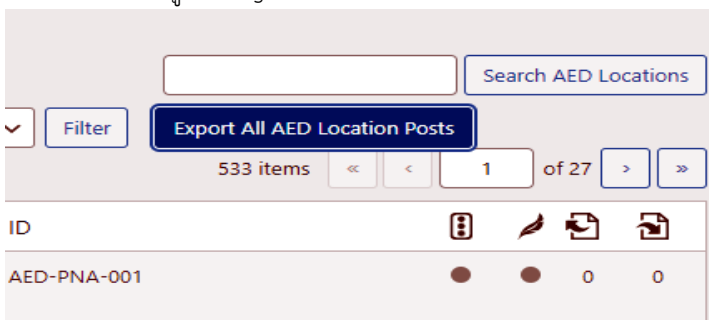 Search AED Locations
Filter
Export All AED Location Posts
533 items « ‹ 1 of 27 › »
ID
AED-PNA-001 0 0